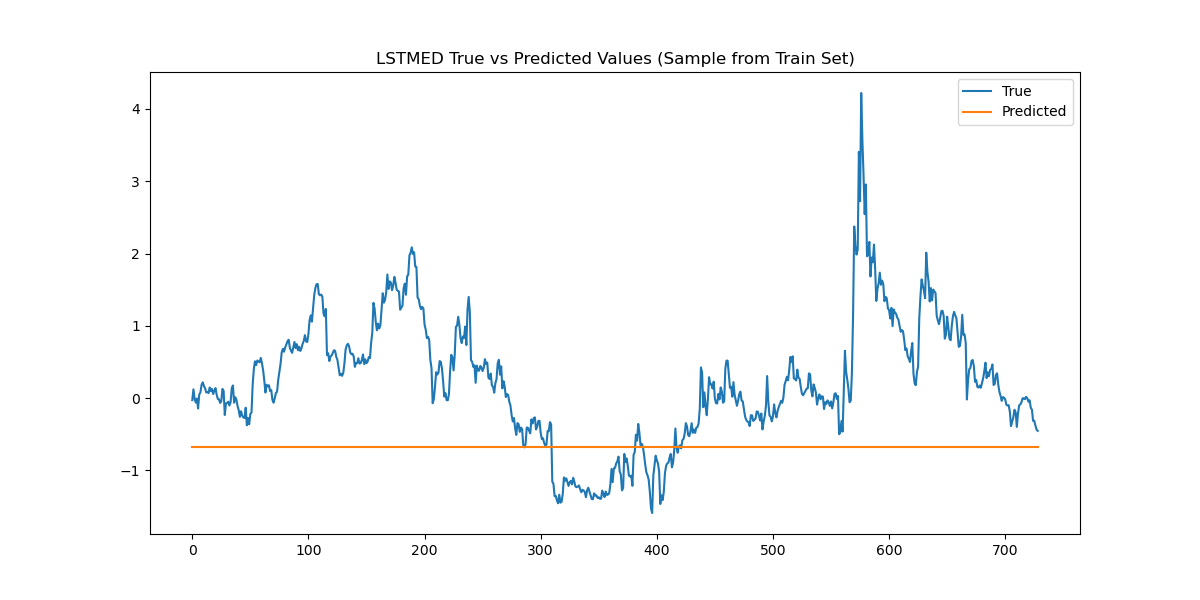 LSTMED True vs Predicted Values (Sample from Train Set)
True
Predicted
4
3
2
1
0
−1
0 100 200 300 400 500 600 700